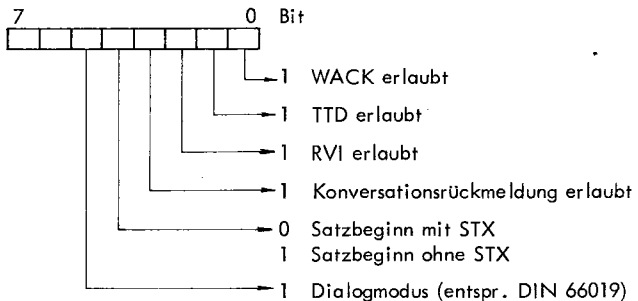 7 0 Bit
1 WACK erlaubt
1 TTD erlaubt
1 RVI erlaubt
1 Konversationsrückmeldung erlaubt
0 Satzbeginn mit STX
1 Satzbeginn ohne STX
1 Dialogmodus (entspr. DIN 66019)